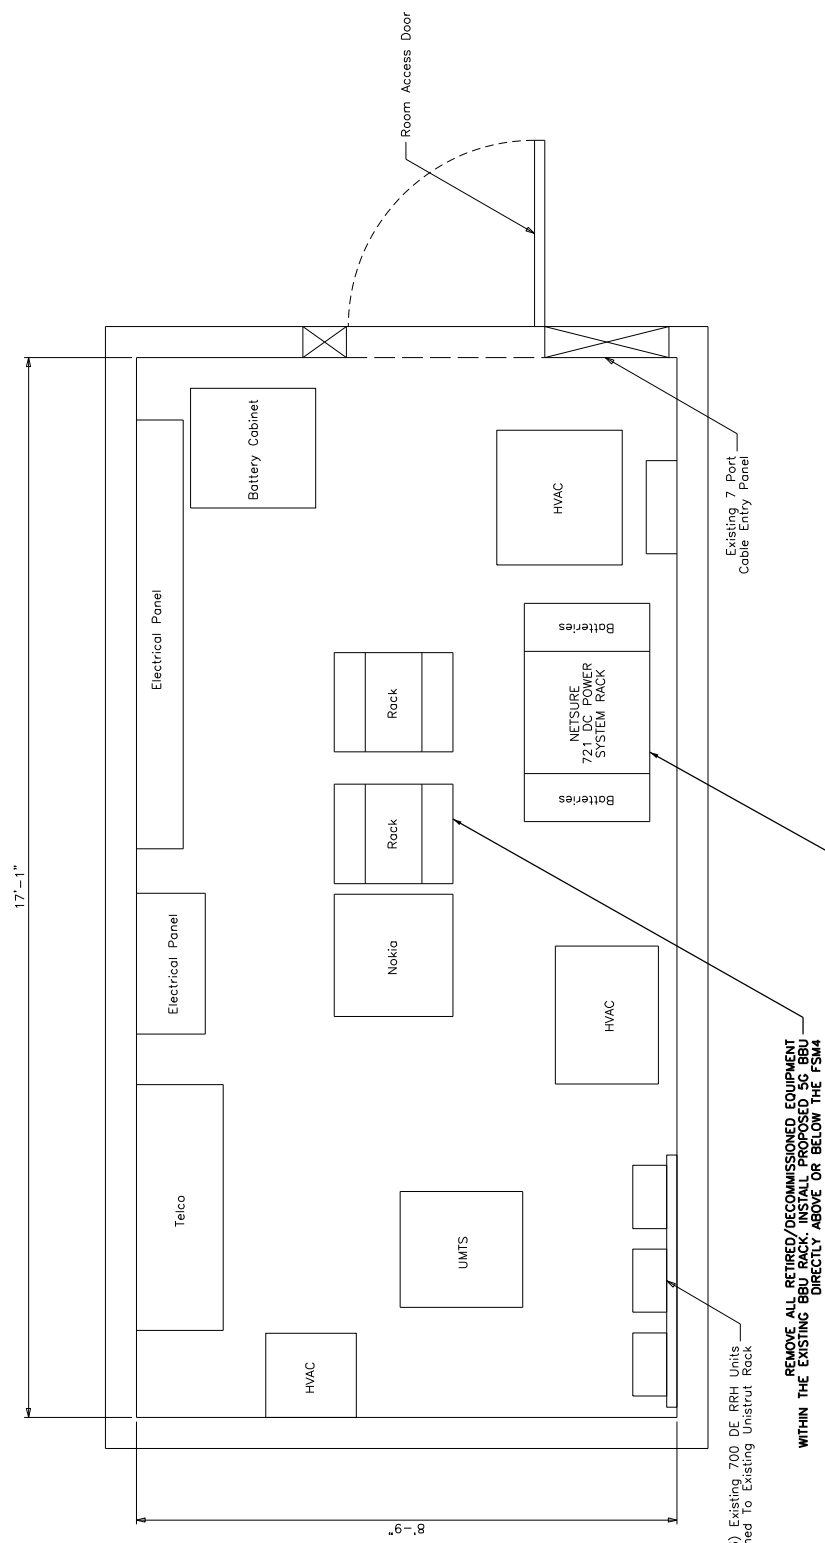 17'-1"
Telco
Electrical Panel
Electrical Panel
Battery Cabinet
HVAC
Nokia
Rack
Rack
Room Access Door
UMTS
HVAC
HVAC
Batteries
NETSURE
721 DC POWER
SYSTEM RACK
Batteries
8'-9"
Existing 7 Port
Cable Entry Panel
Existing 700 DE RRH Units
To Existing Unistrut Rack
REMOVE ALL RETIRED/DECOMMISSIONED EQUIPMENT
WITHIN THE EXISTING BBU RACK. INSTALL PROPOSED 5G BBU
DIRECTLY ABOVE OR BELOW THE FSM4